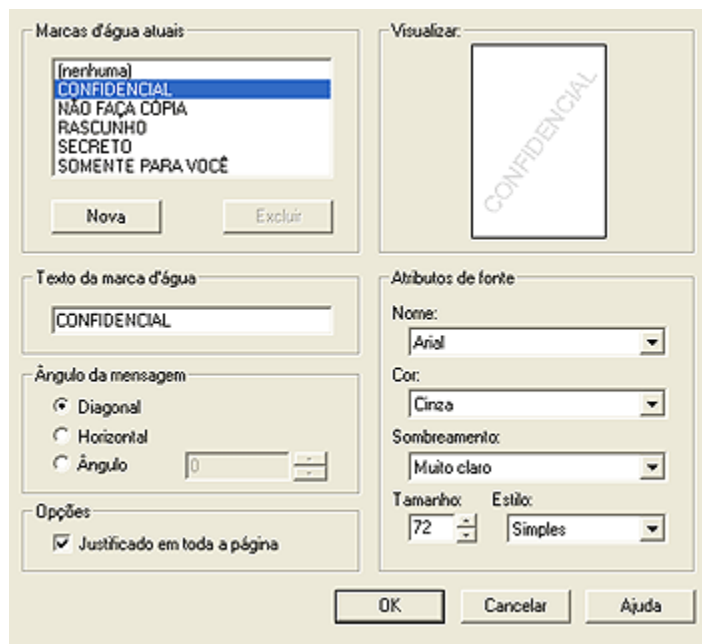 Marcas d'água atuais
(nenhuma)
CONFIDENCIAL
NÃO FAÇA CÓPIA
RASCUNHO
SECRETO
SOMENTE PARA VOCÊ
Nova
Excluir
Visualizar:
CONFIDENCIAL
Texto da marca d'água
CONFIDENCIAL
Ângulo da mensagem
Diagonal
Horizontal
Ângulo
0
Opções
Justificado em toda a página
Atributos de fonte
Nome:
Arial
Cor:
Cinza
Sombreamento:
Muito claro
Tamanho: Estilo:
72 Simples
OK Cancelar Ajuda